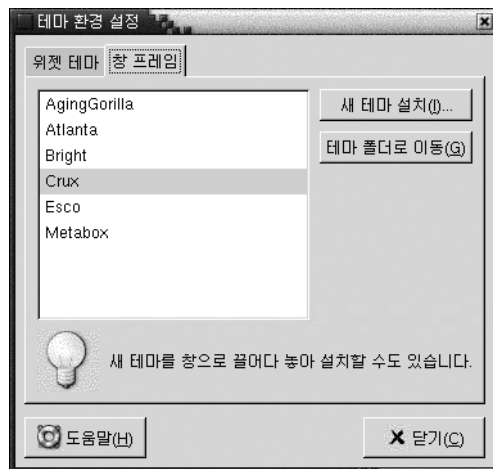 테마 환경 설정
위젯 테마 창 프레임
AgingGorilla
Atlanta
Bright
Crux
Esco
Metabox
새 테마 설치(I)...
테마 폴더로 이동(G)
새 테마를 창으로 끌어다 놓아 설치할 수도 있습니다.
도움말(H)
닫기(C)